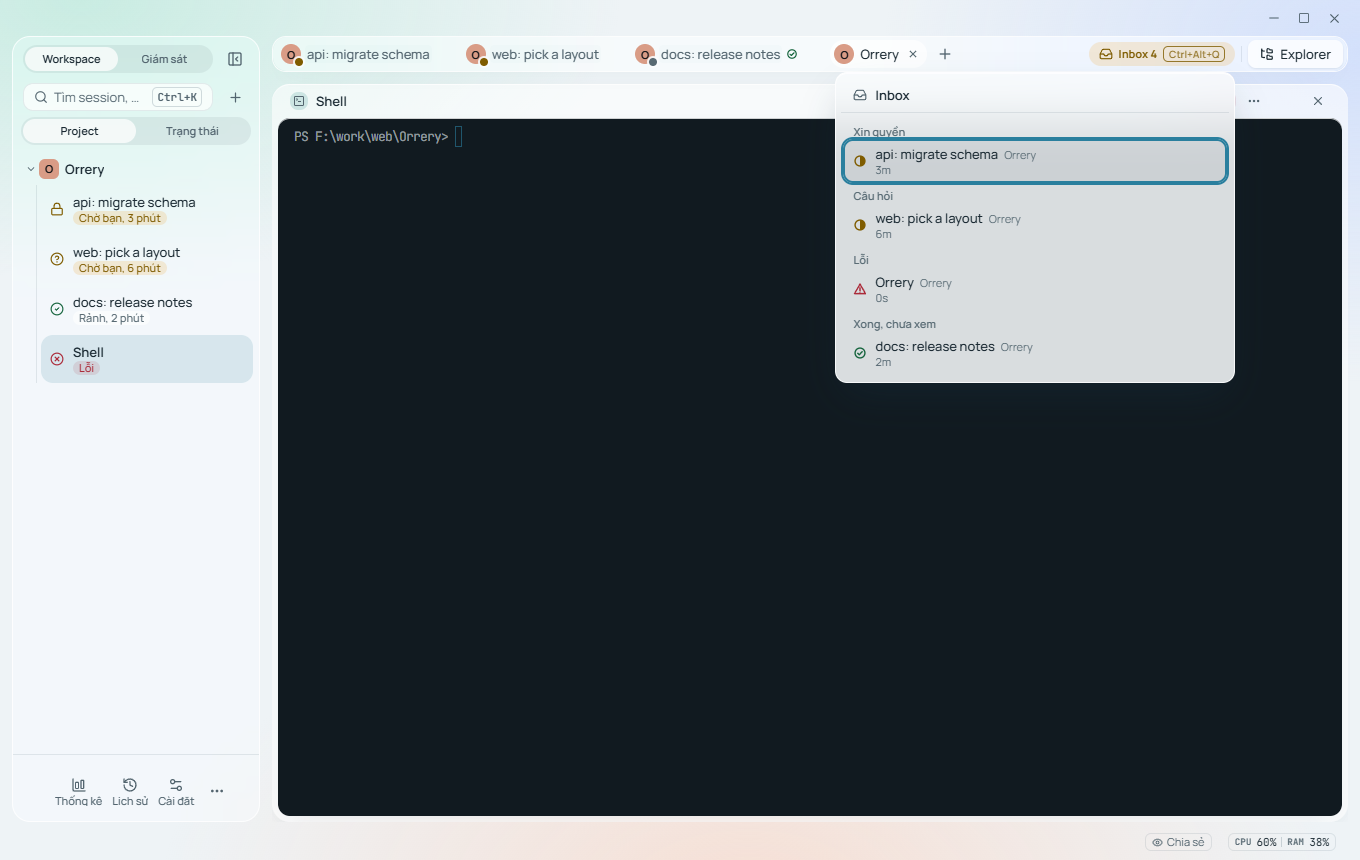 Workspace
Giám sát
Tìm session, ...
Ctrl+K
Project
Trạng thái
O
Orrery
api: migrate schema
Chờ bạn, 3 phút
web: pick a layout
Chờ bạn, 6 phút
docs: release notes
Rảnh, 2 phút
Shell
Lỗi
Thống kê
Lịch sử
Cài đặt
O
api: migrate schema
O
web: pick a layout
O
docs: release notes
O
Orrery
Inbox 4
Ctrl+Alt+Q
Explorer
Shell
PS F:\work\web\Orrery>
Inbox
Xin quyền
api: migrate schema Orrery
3m
Câu hỏi
web: pick a layout Orrery
6m
Lỗi
Orrery Orrery
0s
Xong, chưa xem
docs: release notes Orrery
2m
Chia sẻ
CPU 60%
RAM 38%